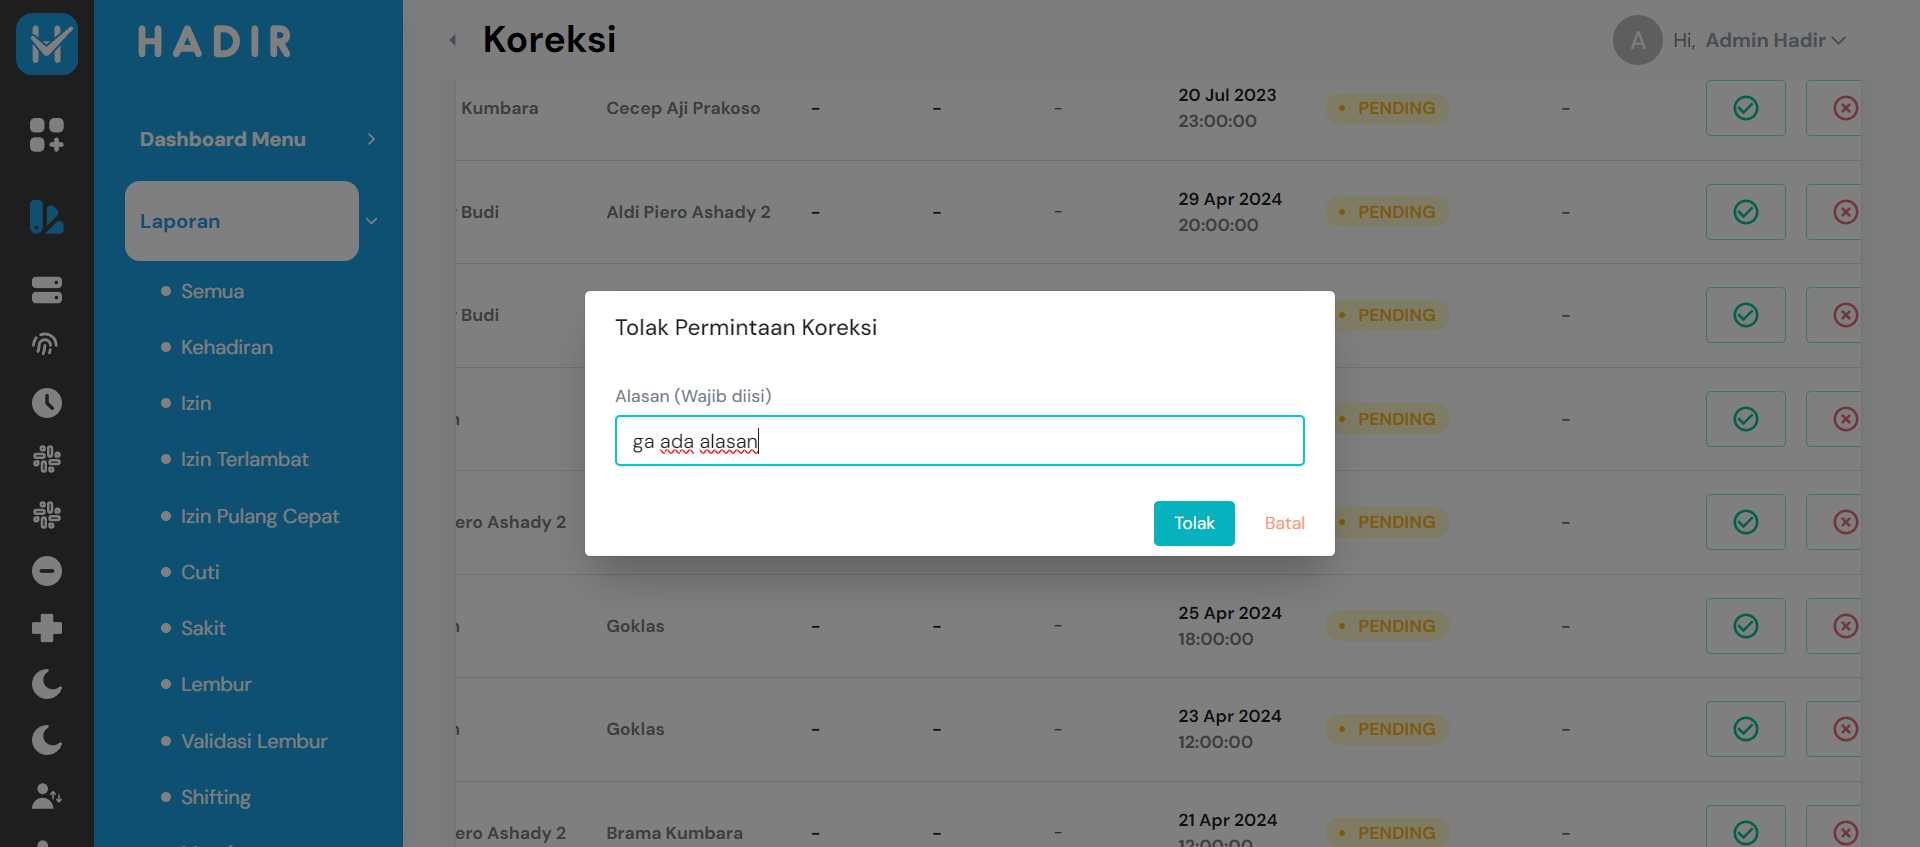 HADIR
Koreksi
A
Hi, Admin Hadir
Dashboard Menu
Laporan
Semua
Kehadiran
Izin
Izin Terlambat
Izin Pulang Cepat
Cuti
Sakit
Lembur
Validasi Lembur
Shifting
Kumbara Cecep Aji Prakoso - - - 20 Jul 2023 PENDING -
23:00:00
Budi Aldi Piero Ashady 2 - - - 29 Apr 2024 PENDING -
20:00:00
Budi PENDING -
PENDING -
ero Ashady 2 PENDING -
Goklas - - - 25 Apr 2024 PENDING -
18:00:00
Goklas - - - 23 Apr 2024 PENDING -
12:00:00
ero Ashady 2 Brama Kumbara - - - 21 Apr 2024 PENDING -
12:00:00
Tolak Permintaan Koreksi
Alasan (Wajib diisi)
ga ada alasan
Tolak Batal